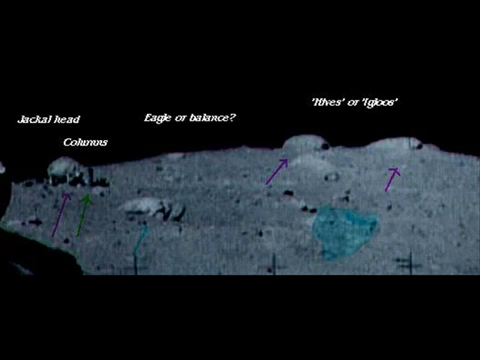 'Hives' or 'Igloos'
Jackal head
Eagle or balance?
Columns